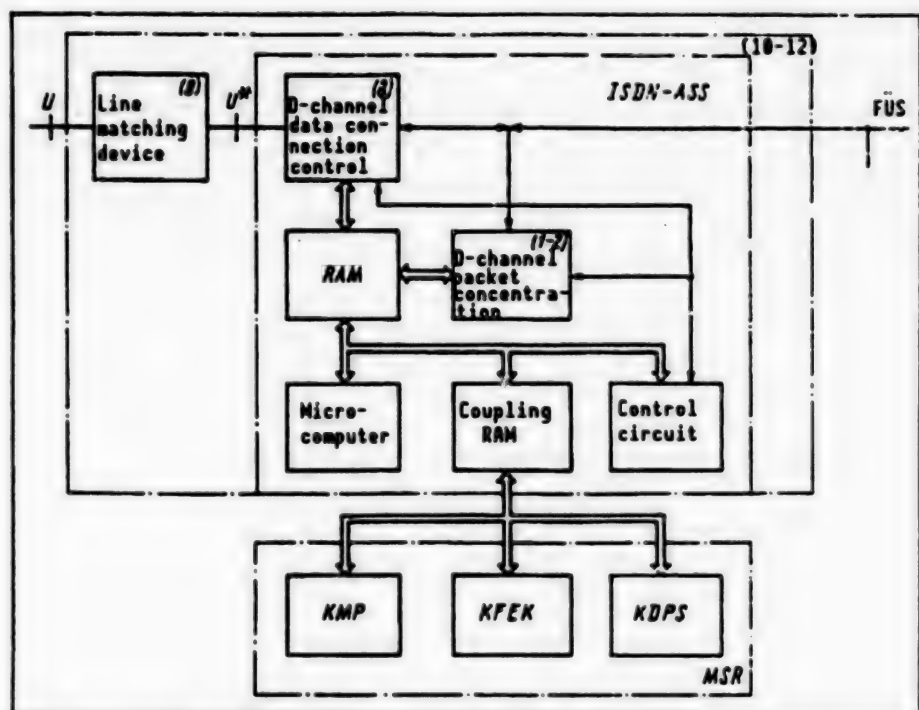 (10-12)
ISDN-ASS
FÜS
U
(8)
Line
matching
device
U**
(8)
D-channel
data con-
nection
control
RAM
(1-2)
D-channel
packet
concentra-
tion
Micro-
computer
Coupling
RAM
Control
circuit
KMP
KFEK
KDPS
MSR